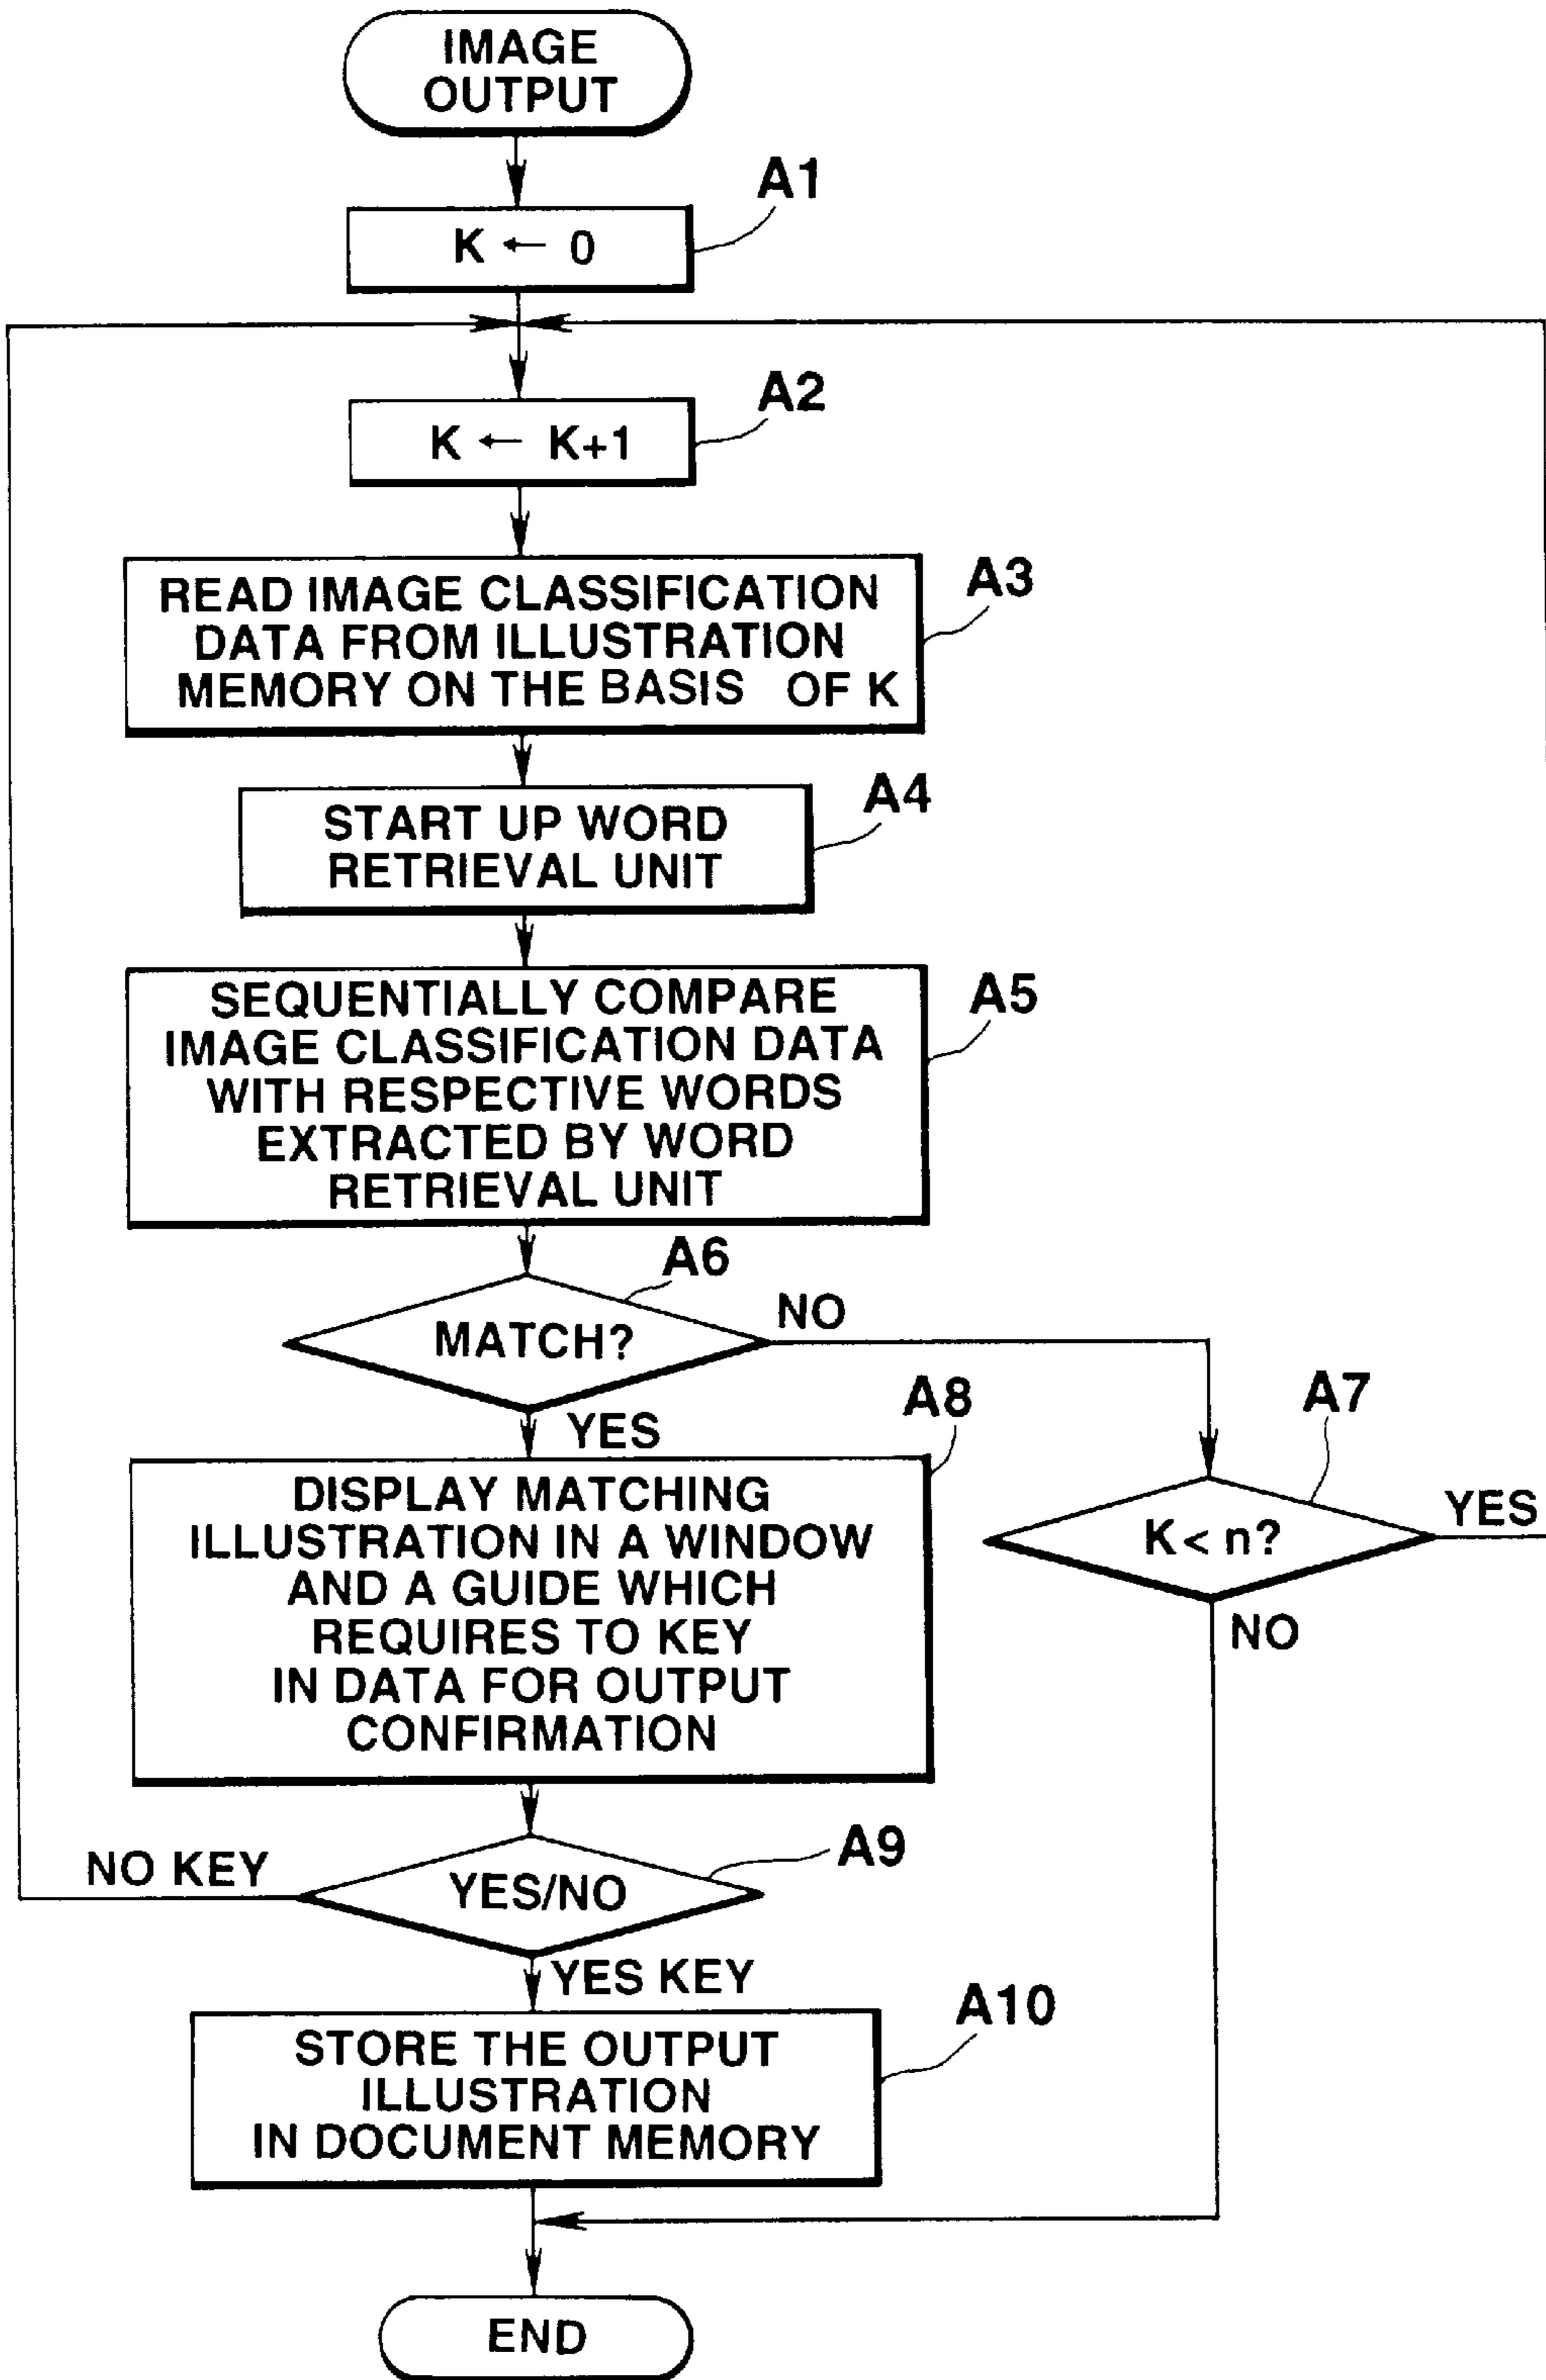 IMAGE
OUTPUT
A1
K ← 0
A2
K ← K+1
A3
READ IMAGE CLASSIFICATION
DATA FROM ILLUSTRATION
MEMORY ON THE BASIS OF K
A4
START UP WORD
RETRIEVAL UNIT
A5
SEQUENTIALLY COMPARE
IMAGE CLASSIFICATION DATA
WITH RESPECTIVE WORDS
EXTRACTED BY WORD
RETRIEVAL UNIT
A6
MATCH?
NO
YES
A7
K < n?
YES
NO
A8
DISPLAY MATCHING
ILLUSTRATION IN A WINDOW
AND A GUIDE WHICH
REQUIRES TO KEY
IN DATA FOR OUTPUT
CONFIRMATION
A9
YES/NO
NO KEY
YES KEY
A10
STORE THE OUTPUT
ILLUSTRATION
IN DOCUMENT MEMORY
END